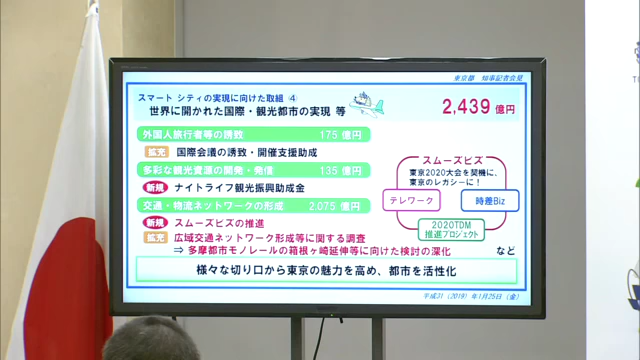 東京都 知事記者会見
スマート シティの実現に向けた取組 ④
世界に開かれた国際・観光都市の実現 等
2,439 億円
外国人旅行者等の誘致 175 億円
拡充 国際会議の誘致・開催支援助成
多彩な観光資源の開発・発信 135 億円
新規 ナイトライフ観光振興助成金
交通・物流ネットワークの形成 2,075 億円
新規 スムーズビズの推進
拡充 広域交通ネットワーク形成等に関する調査
⇒ 多摩都市モノレールの箱根ヶ崎延伸等に向けた検討の深化 など
スムーズビズ
東京2020大会を契機に、
東京のレガシーに!
テレワーク 時差Biz
2020TDM
推進プロジェクト
様々な切り口から東京の魅力を高め、都市を活性化
平成31(2019)年1月25日(金)